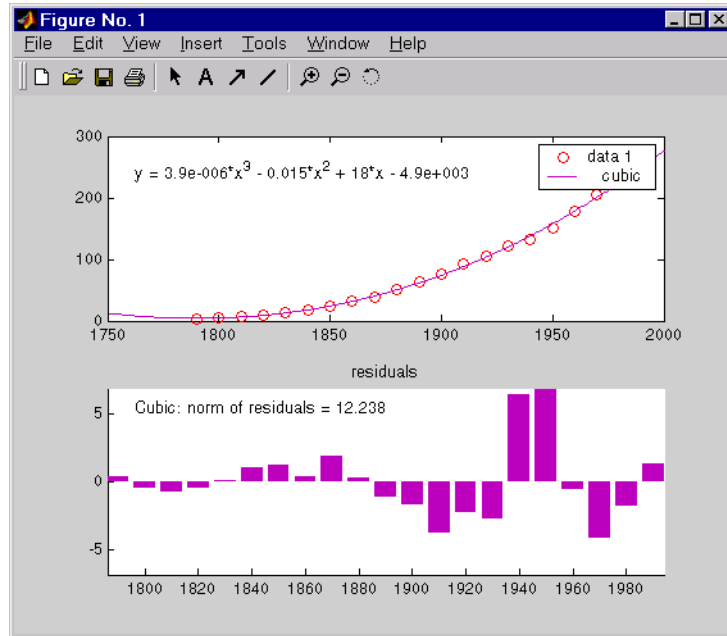 Figure No. 1
File Edit View Insert Tools Window Help
A
300
y = 3.9e-006*x³ - 0.015*x² + 18*x - 4.9e+003
data 1
cubic
200
100
0
1750 1800 1850 1900 1950 2000
residuals
Cubic: norm of residuals = 12.238
5
0
-5
1800 1820 1840 1860 1880 1900 1920 1940 1960 1980